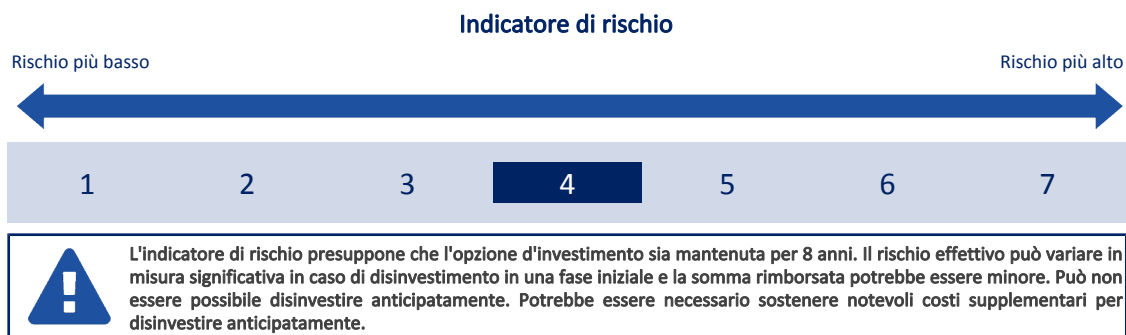 Indicatore di rischio
Rischio più basso
Rischio più alto
1 2 3 4 5 6 7
L'indicatore di rischio presuppone che l'opzione d'investimento sia mantenuta per 8 anni. Il rischio effettivo può variare in
misura significativa in caso di disinvestimento in una fase iniziale e la somma rimborsata potrebbe essere minore. Può non
essere possibile disinvestire anticipatamente. Potrebbe essere necessario sostenere notevoli costi supplementari per
disinvestire anticipatamente.